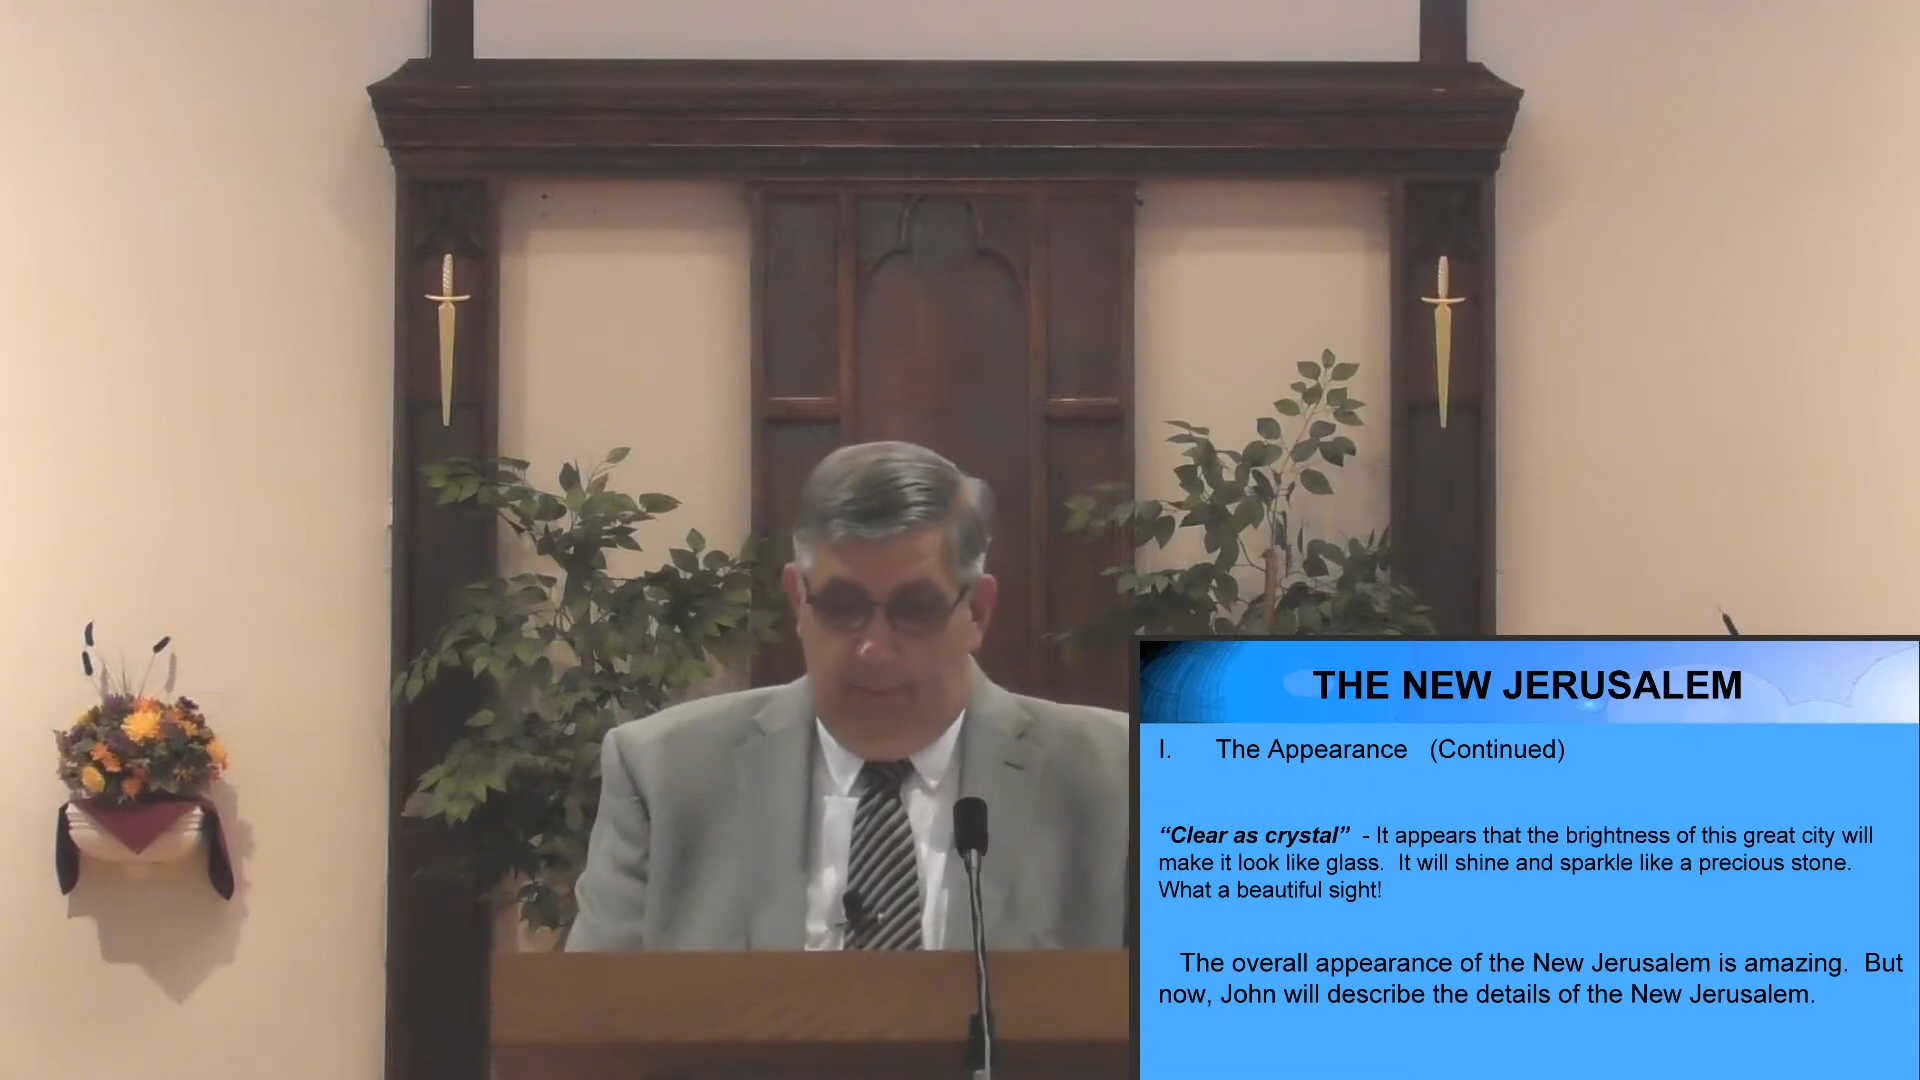 THE NEW JERUSALEM
I. The Appearance (Continued)
“Clear as crystal” - It appears that the brightness of this great city will
make it look like glass. It will shine and sparkle like a precious stone.
What a beautiful sight!
The overall appearance of the New Jerusalem is amazing. But
now, John will describe the details of the New Jerusalem.